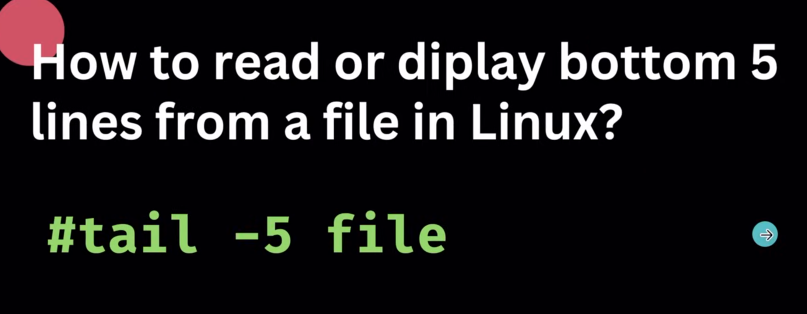 How to read or diplay bottom 5
lines from a file in Linux?
#tail -5 file